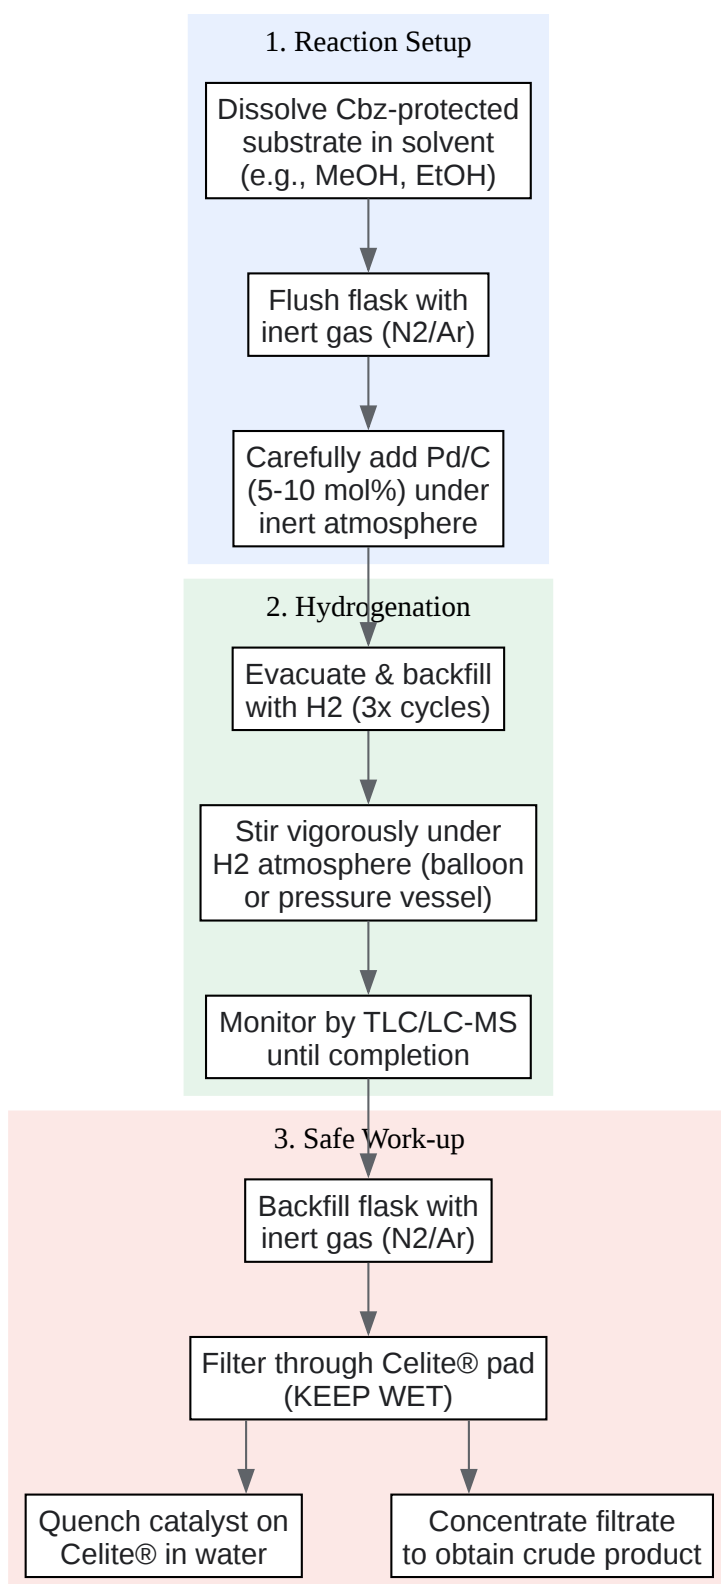 1. Reaction Setup
Dissolve Cbz-protected
substrate in solvent
(e.g., MeOH, EtOH)
Flush flask with
inert gas (N2/Ar)
Carefully add Pd/C
(5-10 mol%) under
inert atmosphere
2. Hydrogenation
Evacuate & backfill
with H2 (3x cycles)
Stir vigorously under
H2 atmosphere (balloon
or pressure vessel)
Monitor by TLC/LC-MS
until completion
3. Safe Work-up
Backfill flask with
inert gas (N2/Ar)
Filter through Celite® pad
(KEEP WET)
Quench catalyst on
Celite® in water
Concentrate filtrate
to obtain crude product